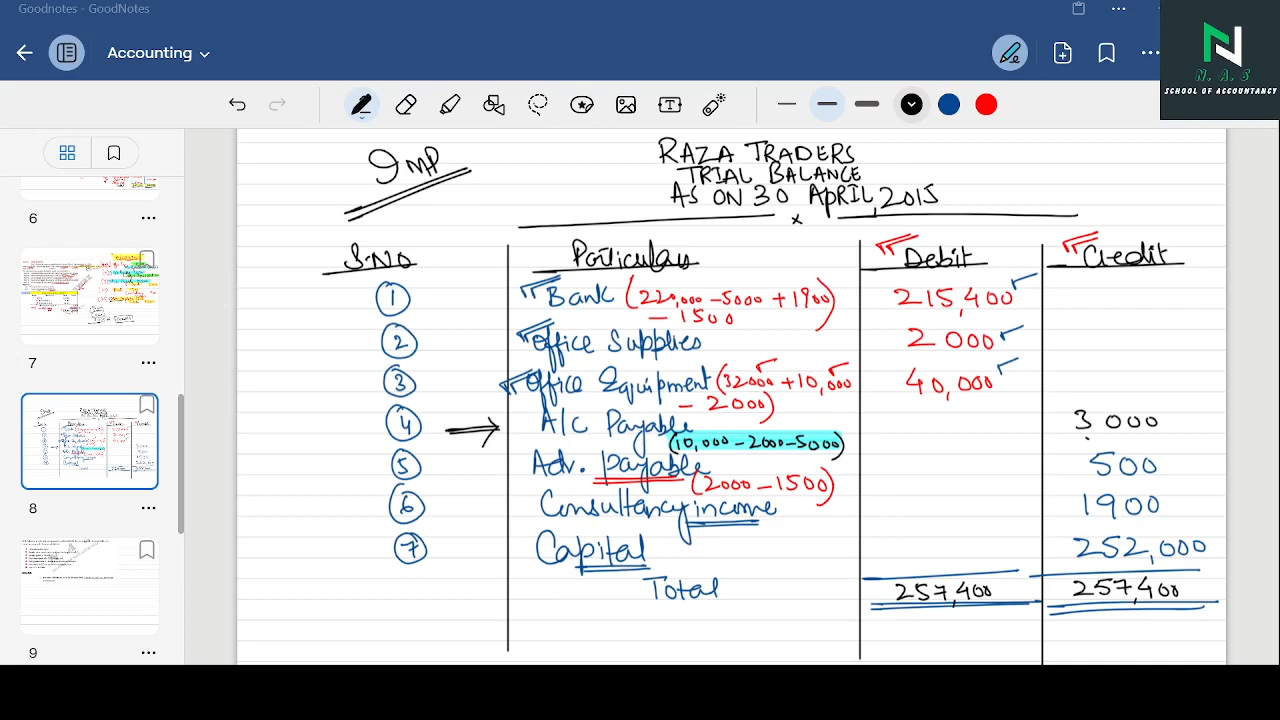 Goodnotes - GoodNotes
Accounting
N. A. S
SCHOOL OF ACCOUNTANCY
6
7
8
9
Imp
RAZA TRADERS
TRIAL BALANCE
AS ON 30 APRIL, 2015
S.NO Particulars Debit Credit
1 Bank (220,000 - 5000 + 1900 - 1500) 215,400
2 Office Supplies 2000
3 Office Equipment (32000 + 10,000 - 2000) 40,000
4 A/C Payable 3000
(10,000 - 2000 - 5000)
5 Adv. payable (2000 - 1500) 500
6 Consultancy income 1900
7 Capital 252,000
Total 257,400 257,400